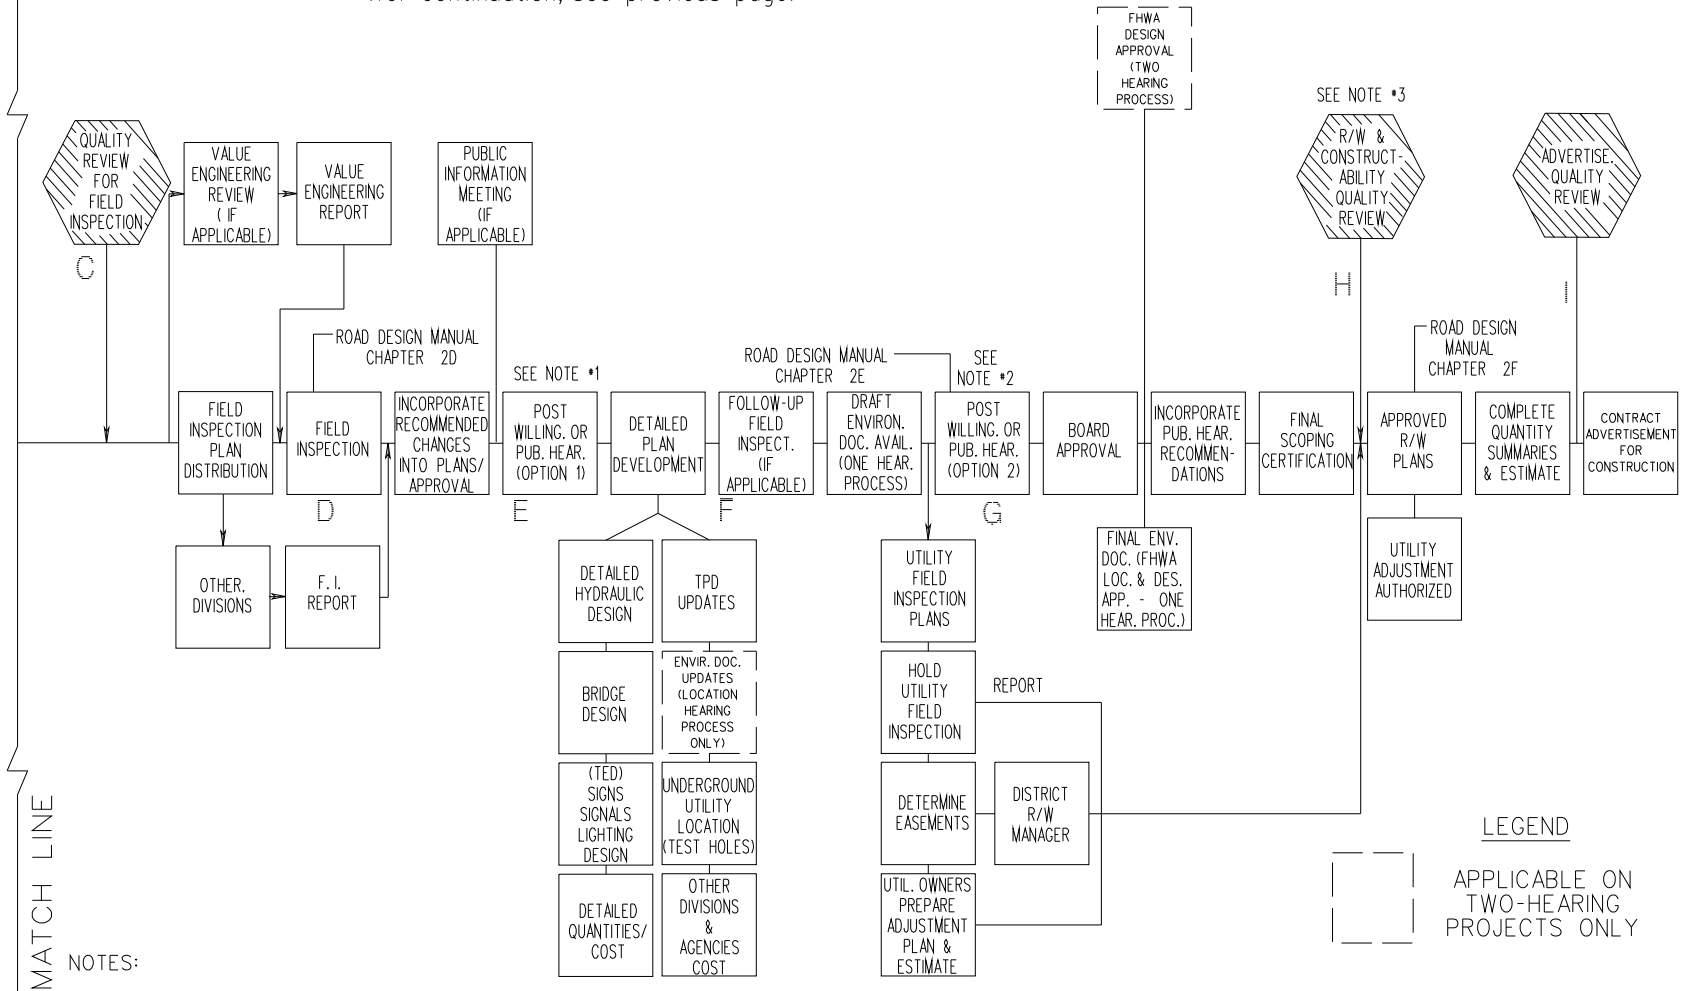 FHWA
DESIGN
APPROVAL
(TWO
HEARING
PROCESS)
SEE NOTE *3
QUALITY
REVIEW
FOR
FIELD
INSPECTION
VALUE
ENGINEERING
REVIEW
( IF
APPLICABLE)
VALUE
ENGINEERING
REPORT
PUBLIC
INFORMATION
MEETING
(IF
APPLICABLE)
R/W &
CONSTRUCT-
ABILITY
QUALITY
REVIEW
ADVERTISE.
QUALITY
REVIEW
C
H
I
ROAD DESIGN MANUAL
CHAPTER 2D
SEE NOTE *1
ROAD DESIGN MANUAL
CHAPTER 2E
SEE
NOTE *2
ROAD DESIGN
MANUAL
CHAPTER 2F
FIELD
INSPECTION
PLAN
DISTRIBUTION
FIELD
INSPECTION
INCORPORATE
RECOMMENDED
CHANGES
INTO PLANS/
APPROVAL
POST
WILLING. OR
PUB. HEAR.
(OPTION 1)
DETAILED
PLAN
DEVELOPMENT
FOLLOW-UP
FIELD
INSPECT.
(IF
APPLICABLE)
DRAFT
ENVIRON.
DOC. AVAIL.
(ONE HEAR.
PROCESS)
POST
WILLING. OR
PUB. HEAR.
(OPTION 2)
BOARD
APPROVAL
INCORPORATE
PUB. HEAR.
RECOMMEN-
DATIONS
FINAL
SCOPING
CERTIFICATION
APPROVED
R/W
PLANS
COMPLETE
QUANTITY
SUMMARIES
& ESTIMATE
CONTRACT
ADVERTISEMENT
FOR
CONSTRUCTION
D
E
F
G
OTHER.
DIVISIONS
F. I.
REPORT
DETAILED
HYDRAULIC
DESIGN
TPD
UPDATES
UTILITY
FIELD
INSPECTION
PLANS
FINAL ENV.
DOC. (FHWA
LOC. & DES.
APP. - ONE
HEAR. PROC.)
UTILITY
ADJUSTMENT
AUTHORIZED
BRIDGE
DESIGN
ENVIR. DOC.
UPDATES
(LOCATION
HEARING
PROCESS
ONLY)
HOLD
UTILITY
FIELD
INSPECTION
REPORT
(TED)
SIGNS
SIGNALS
LIGHTING
DESIGN
UNDERGROUND
UTILITY
LOCATION
(TEST HOLES)
DETERMINE
EASEMENTS
DISTRICT
R/W
MANAGER
DETAILED
QUANTITIES/
COST
OTHER
DIVISIONS
&
AGENCIES
COST
UTIL. OWNERS
PREPARE
ADJUSTMENT
PLAN &
ESTIMATE
LEGEND
APPLICABLE ON
TWO-HEARING
PROJECTS ONLY
MATCH LINE
NOTES: